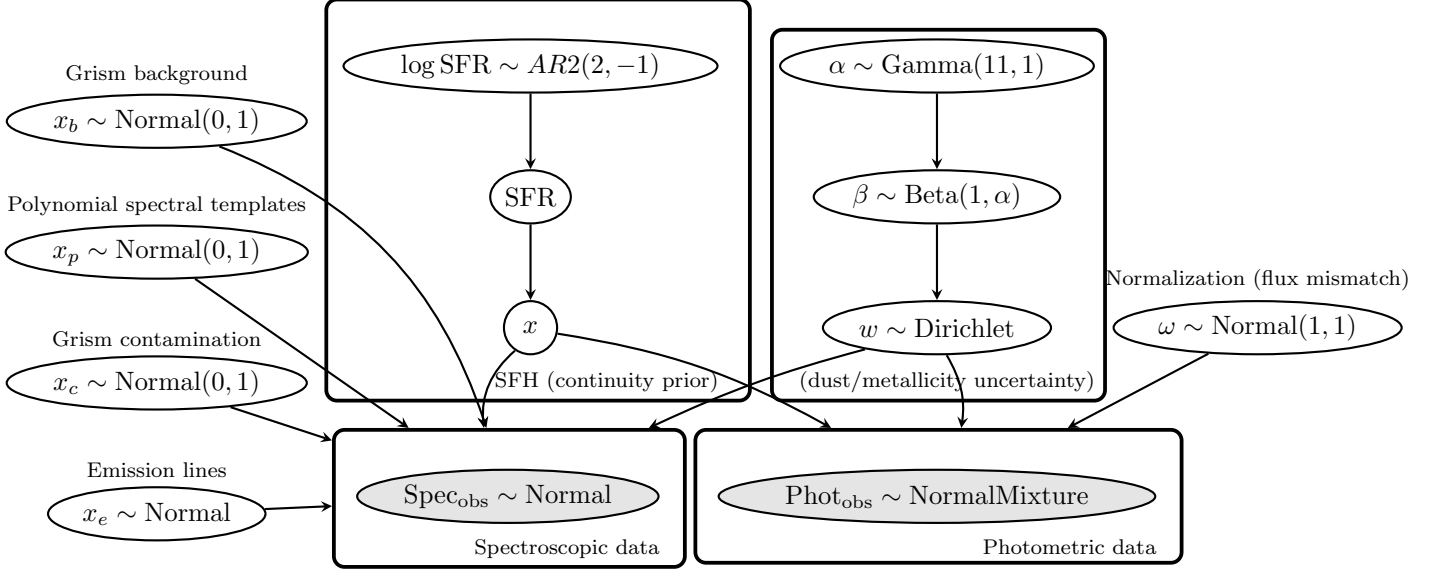 Grism background
x_b ∼ Normal(0, 1)
Polynomial spectral templates
x_p ∼ Normal(0, 1)
Grism contamination
x_c ∼ Normal(0, 1)
Emission lines
x_e ∼ Normal
log SFR ∼ AR2(2, −1)
SFR
x
SFH (continuity prior)
α ∼ Gamma(11, 1)
β ∼ Beta(1, α)
w ∼ Dirichlet
(dust/metallicity uncertainty)
Normalization (flux mismatch)
ω ∼ Normal(1, 1)
Spec_obs ∼ Normal
Spectroscopic data
Phot_obs ∼ NormalMixture
Photometric data